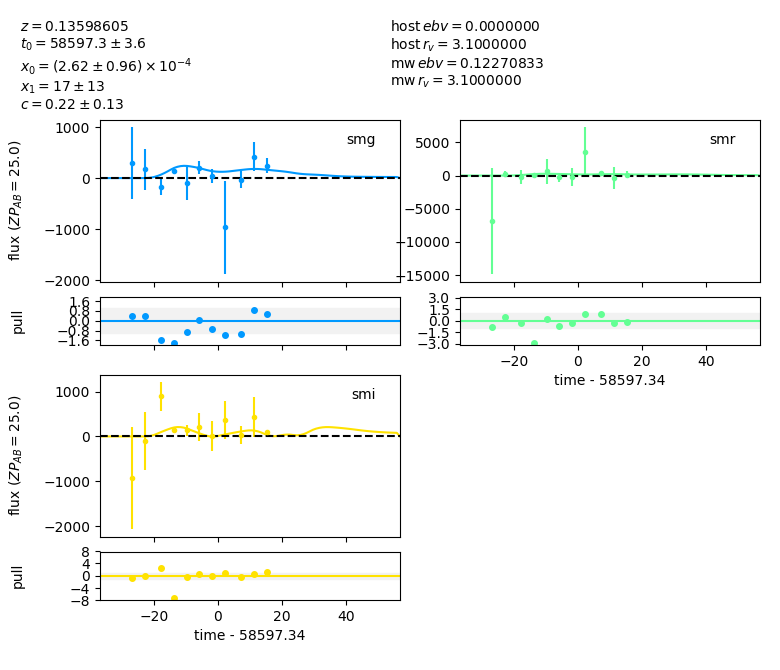 z = 0.13598605
t₀ = 58597.3 ± 3.6
x₀ = (2.62 ± 0.96) × 10⁻⁴
x₁ = 17 ± 13
c = 0.22 ± 0.13
host ebv = 0.0000000
host r_v = 3.1000000
mw ebv = 0.12270833
mw r_v = 3.1000000
smg
flux (ZP_AB = 25.0)
1000
0
−1000
−2000
pull
1.6
0.8
0.0
−0.8
−1.6
smr
5000
0
−5000
−10000
−15000
3.0
1.5
0.0
−1.5
−3.0
−20 0 20 40
time - 58597.34
smi
flux (ZP_AB = 25.0)
1000
0
−1000
−2000
pull
8
4
0
−4
−8
−20 0 20 40
time - 58597.34